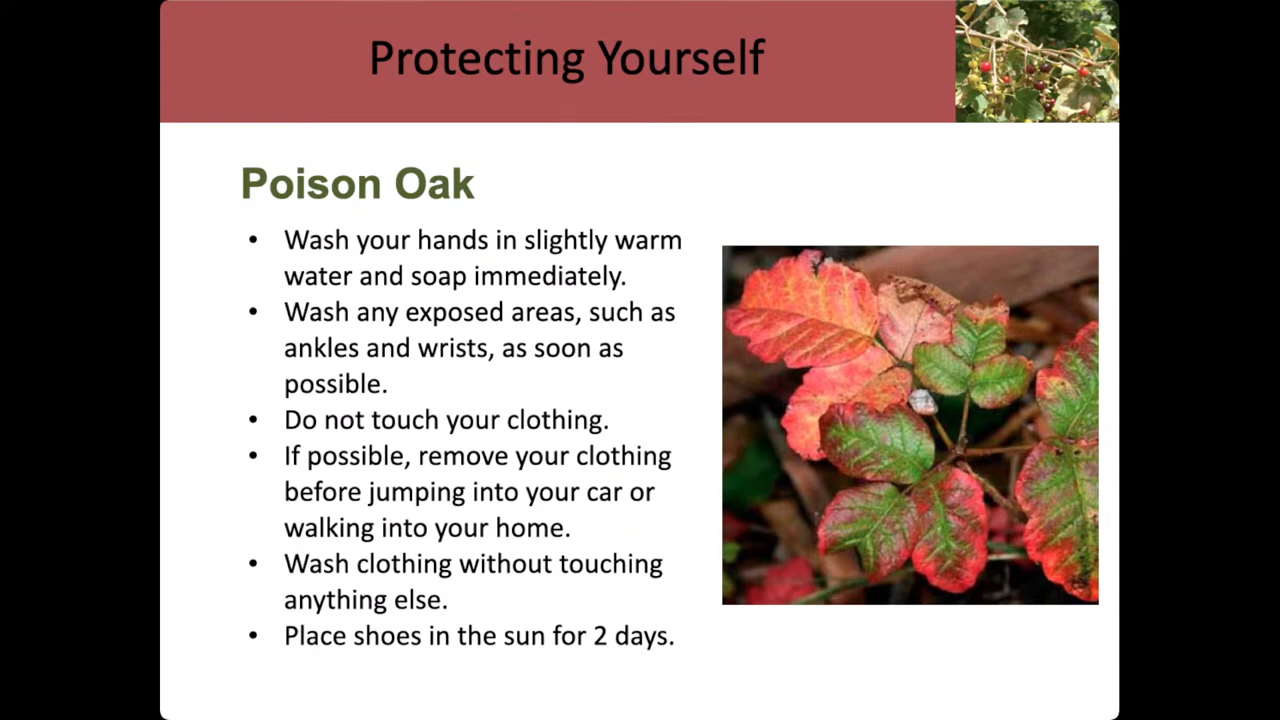 Protecting Yourself
Poison Oak
• Wash your hands in slightly warm
water and soap immediately.
• Wash any exposed areas, such as
ankles and wrists, as soon as
possible.
• Do not touch your clothing.
• If possible, remove your clothing
before jumping into your car or
walking into your home.
• Wash clothing without touching
anything else.
• Place shoes in the sun for 2 days.